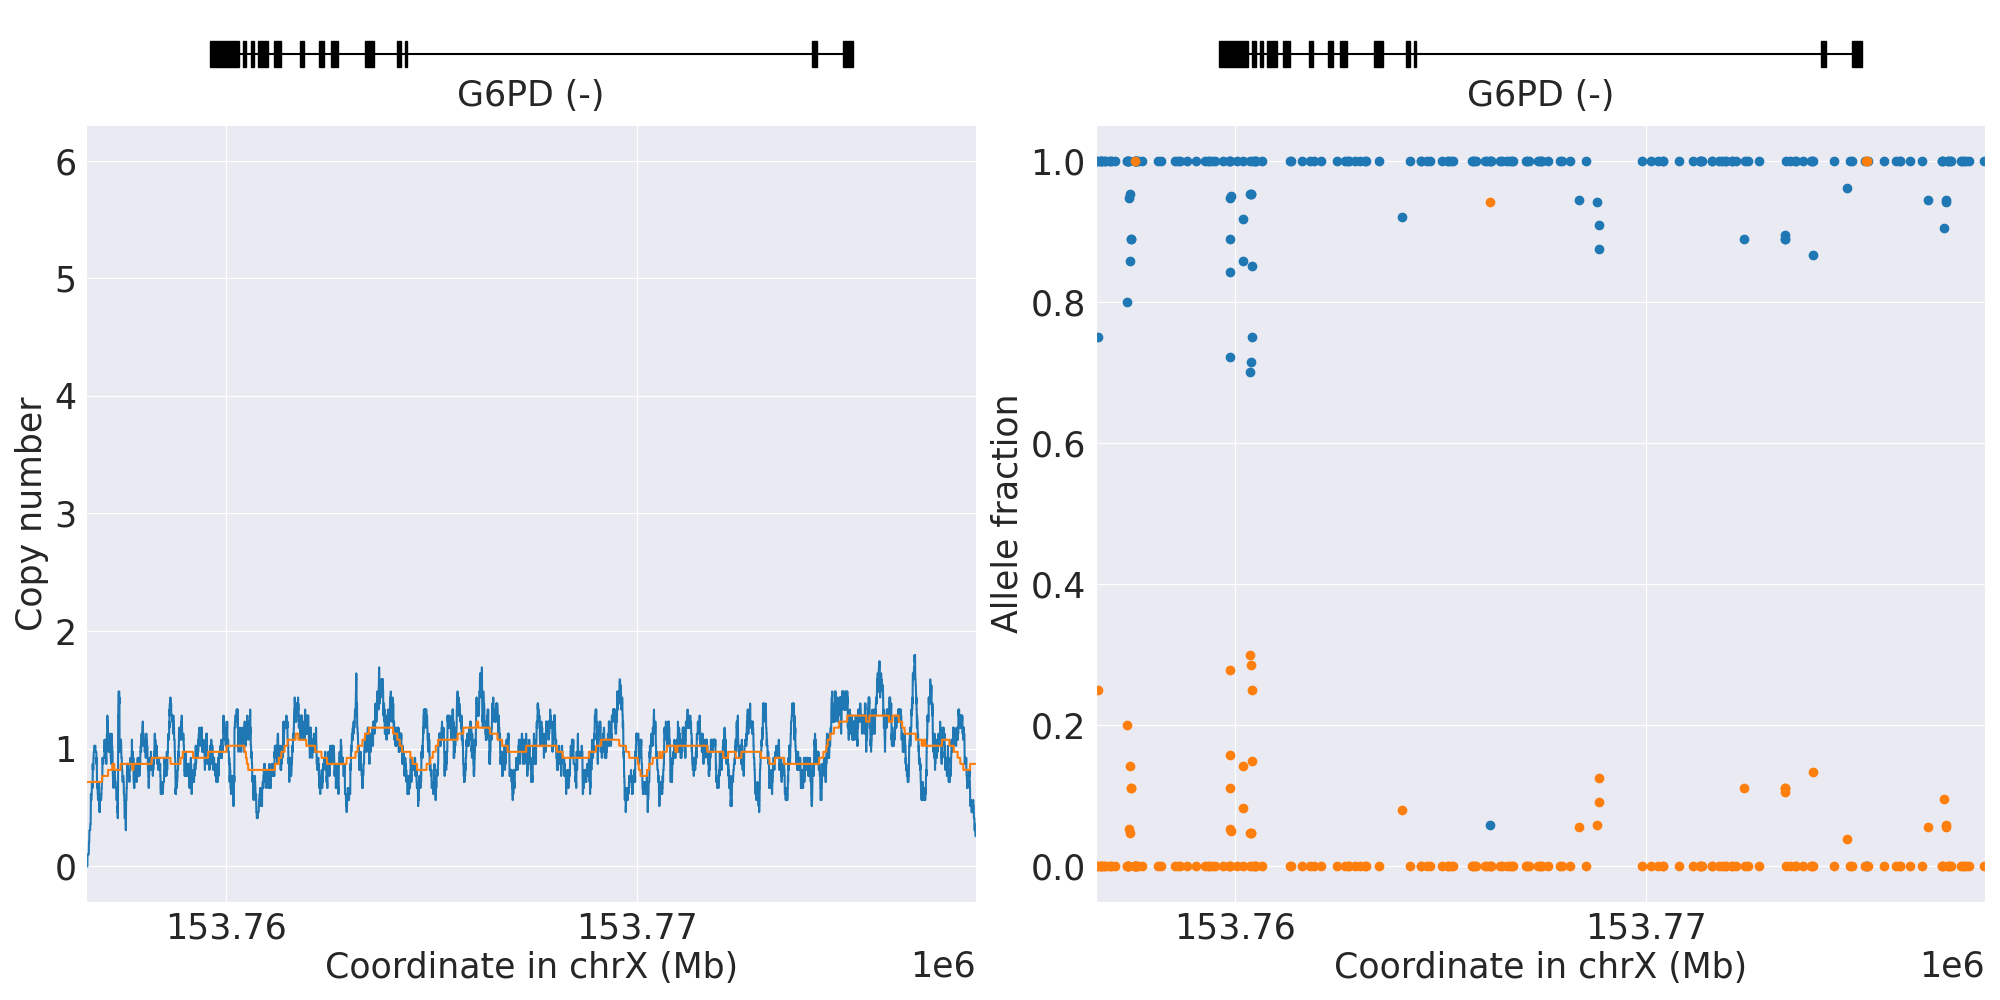 G6PD (-)
6
5
4
3
2
1
0
Copy number
153.76
153.77
Coordinate in chrX (Mb)
1e6
G6PD (-)
1.0
0.8
0.6
0.4
0.2
0.0
Allele fraction
153.76
153.77
Coordinate in chrX (Mb)
1e6